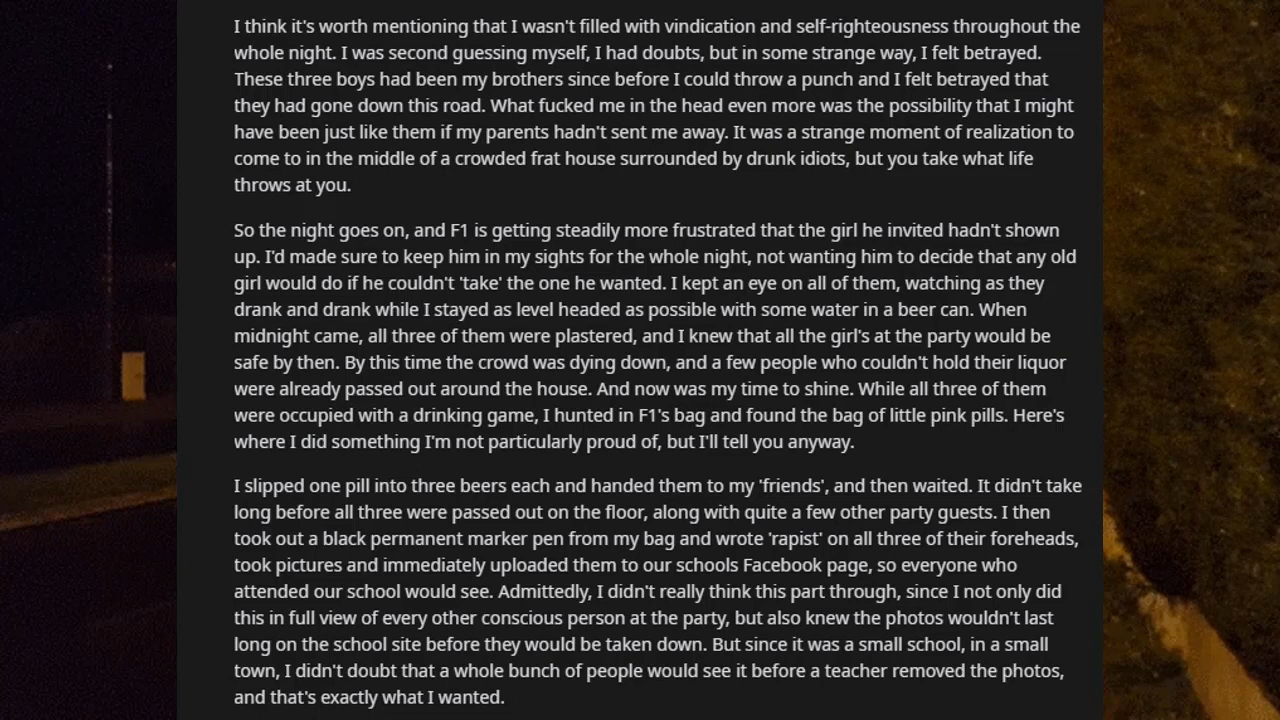 I think it's worth mentioning that I wasn't filled with vindication and self-righteousness throughout the
whole night. I was second guessing myself, I had doubts, but in some strange way, I felt betrayed.
These three boys had been my brothers since before I could throw a punch and I felt betrayed that
they had gone down this road. What fucked me in the head even more was the possibility that I might
have been just like them if my parents hadn't sent me away. It was a strange moment of realization to
come to in the middle of a crowded frat house surrounded by drunk idiots, but you take what life
throws at you.
So the night goes on, and F1 is getting steadily more frustrated that the girl he invited hadn't shown
up. I'd made sure to keep him in my sights for the whole night, not wanting him to decide that any old
girl would do if he couldn't 'take' the one he wanted. I kept an eye on all of them, watching as they
drank and drank while I stayed as level headed as possible with some water in a beer can. When
midnight came, all three of them were plastered, and I knew that all the girl's at the party would be
safe by then. By this time the crowd was dying down, and a few people who couldn't hold their liquor
were already passed out around the house. And now was my time to shine. While all three of them
were occupied with a drinking game, I hunted in F1's bag and found the bag of little pink pills. Here's
where I did something I'm not particularly proud of, but I'll tell you anyway.
I slipped one pill into three beers each and handed them to my 'friends', and then waited. It didn't take
long before all three were passed out on the floor, along with quite a few other party guests. I then
took out a black permanent marker pen from my bag and wrote 'rapist' on all three of their foreheads,
took pictures and immediately uploaded them to our schools Facebook page, so everyone who
attended our school would see. Admittedly, I didn't really think this part through, since I not only did
this in full view of every other conscious person at the party, but also knew the photos wouldn't last
long on the school site before they would be taken down. But since it was a small school, in a small
town, I didn't doubt that a whole bunch of people would see it before a teacher removed the photos,
and that's exactly what I wanted.